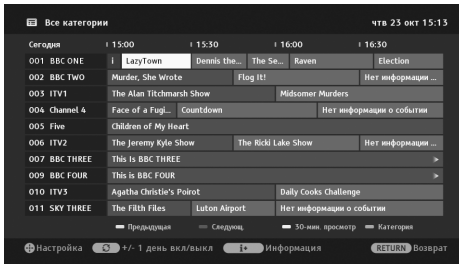 Все категории чтв 23 окт 15:13
Сегодня 15:00 15:30 16:00 16:30
001 BBC ONE i LazyTown Dennis the... The Se... Raven Election
002 BBC TWO Murder, She Wrote Flog It! Нет информации ...
003 ITV1 The Alan Titchmarsh Show Midsomer Murders
004 Channel 4 Face of a Fugi... Countdown Нет информации о событии
005 Five Children of My Heart
006 ITV2 The Jeremy Kyle Show The Ricki Lake Show Нет информации ...
007 BBC THREE This Is BBC THREE
009 BBC FOUR This is BBC FOUR
010 ITV3 Agatha Christie's Poirot Daily Cooks Challenge
011 SKY THREE The Filth Files Luton Airport Нет информации о событии
Предыдущая Следующ. 30-мин. просмотр Категория
Настройка +/- 1 день вкл/выкл i+ Информация RETURN Возврат